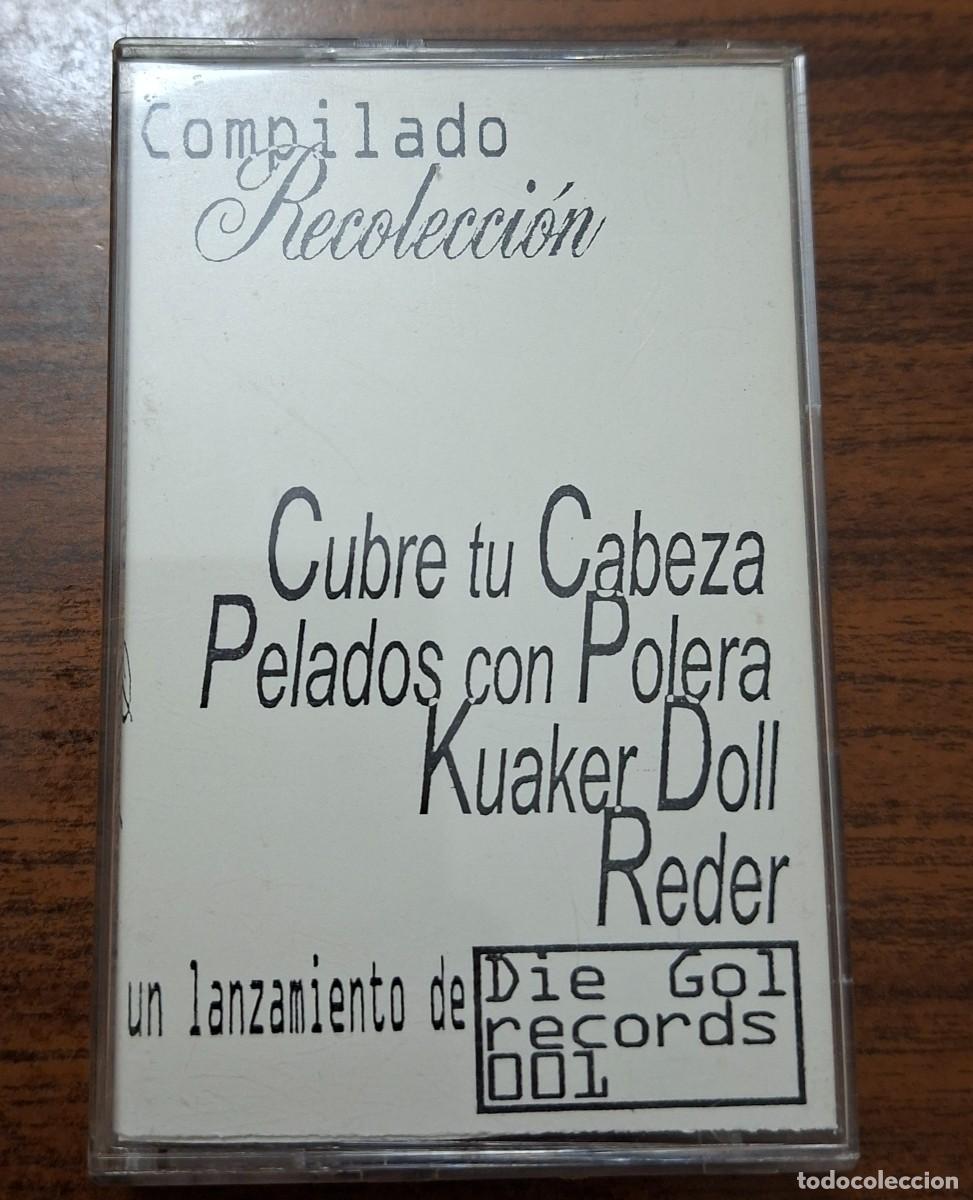 Compilado
Recolección
Cubre tu Cabeza
Pelados con Polera
Kuaker Doll
Reder
un lanzamiento de
Die Gol
records
001
todocoleccion